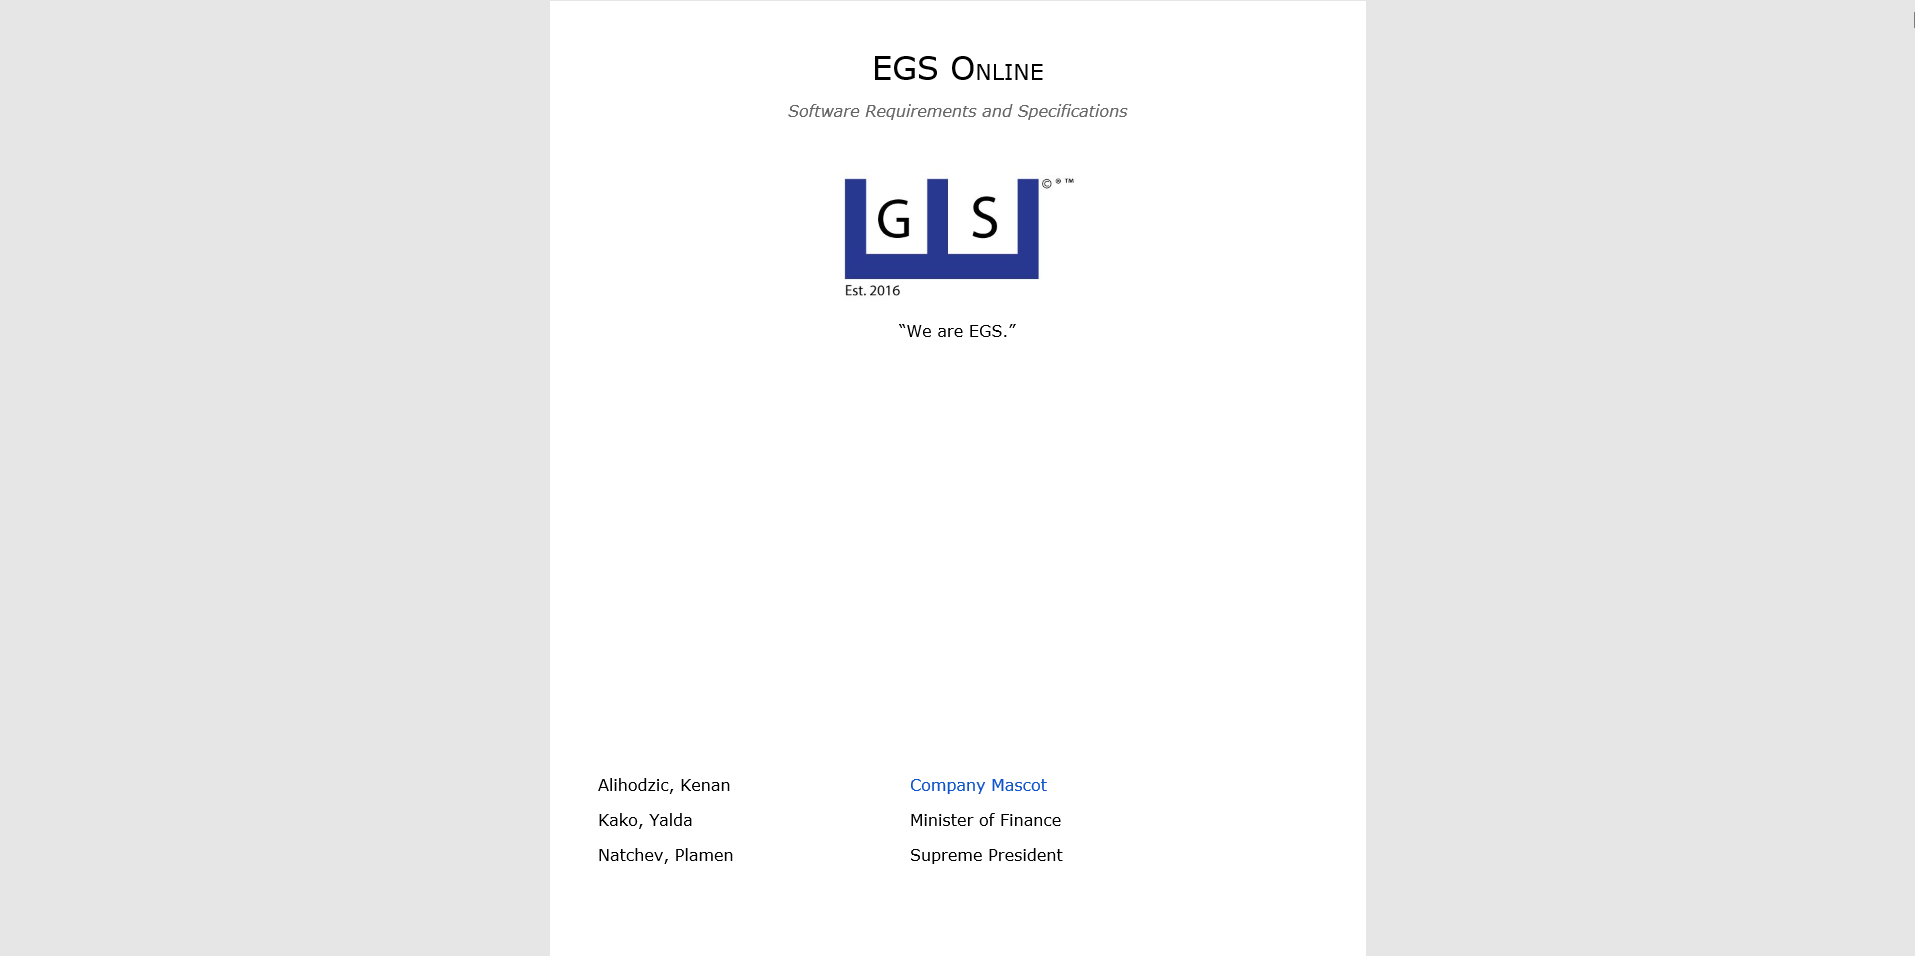 EGS Online
Software Requirements and Specifications
© ® ™
G S
Est. 2016
“We are EGS.”
Alihodzic, Kenan Company Mascot
Kako, Yalda Minister of Finance
Natchev, Plamen Supreme President